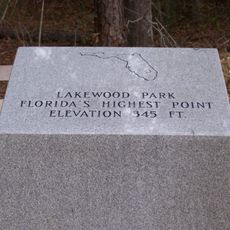 LAKEWOOD PARK
FLORIDA'S HIGHEST POINT
ELEVATION 345 FT.